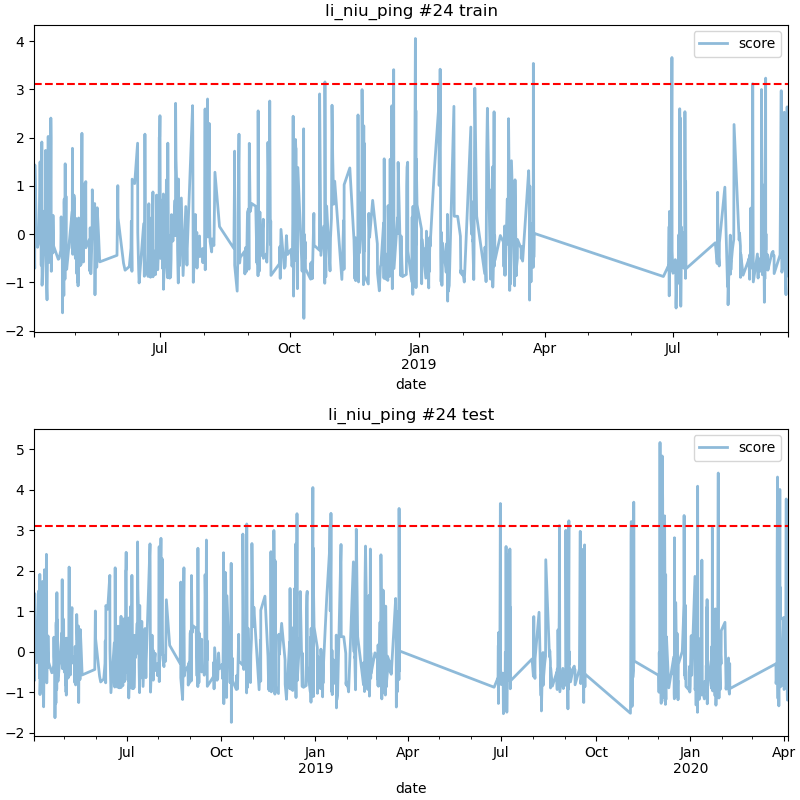 li_niu_ping #24 train
score
4
3
2
1
0
−1
−2
Jul
Oct
Jan
2019
Apr
Jul
date
li_niu_ping #24 test
score
5
4
3
2
1
0
−1
−2
Jul
Oct
Jan
2019
Apr
Jul
Oct
Jan
2020
Apr
date